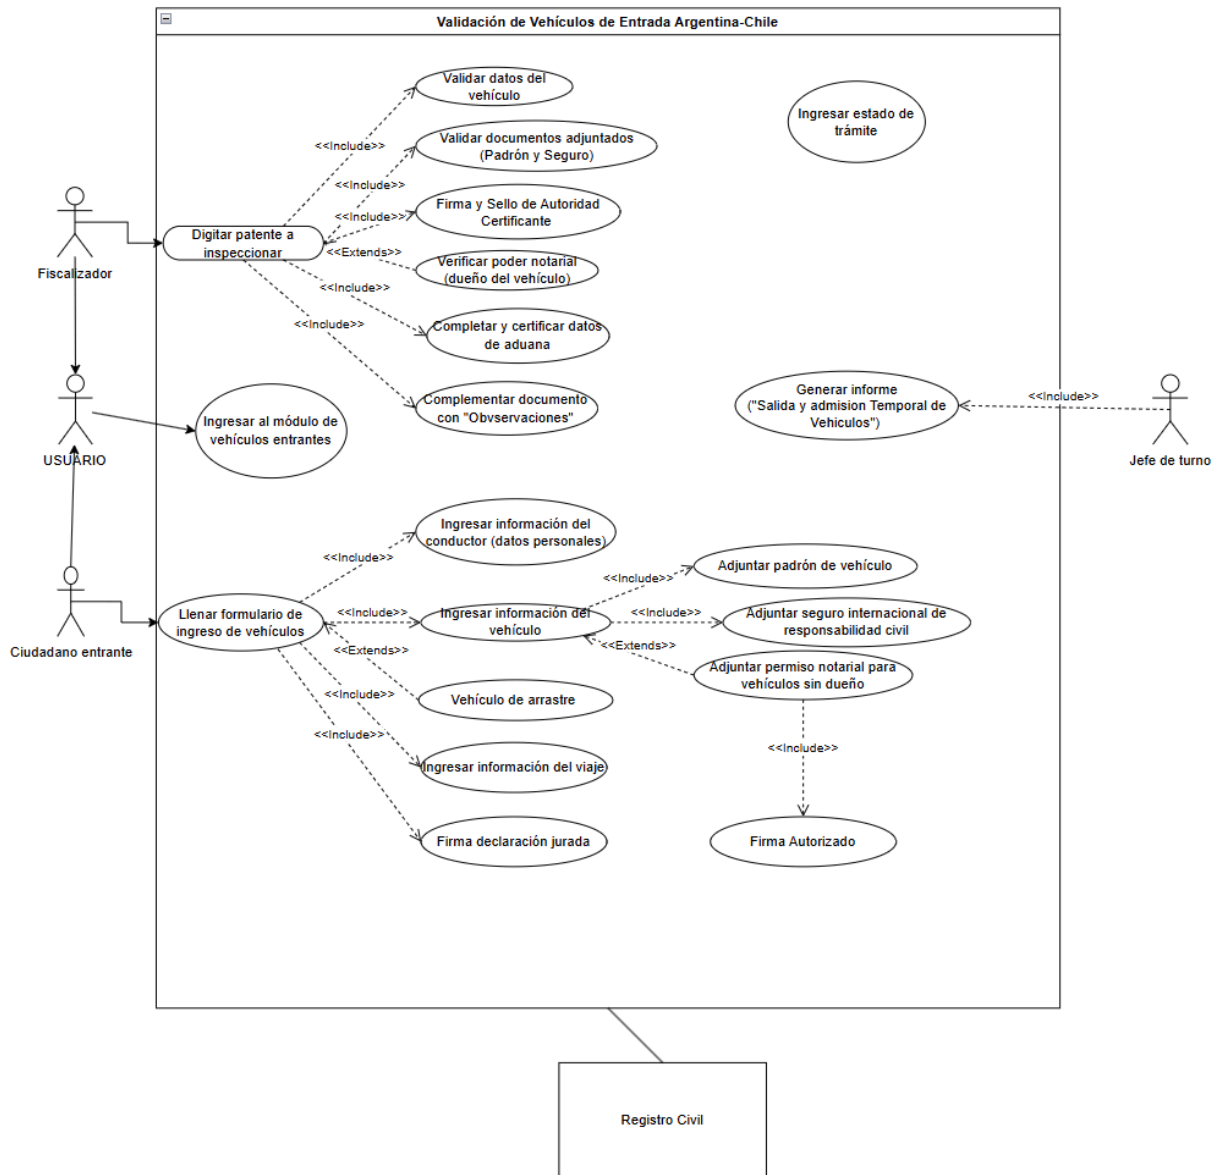 Validación de Vehículos de Entrada Argentina-Chile
Validar datos del
vehículo
Ingresar estado de
trámite
<<Include>>
Validar documentos adjuntados
(Padrón y Seguro)
<<Include>>
Firma y Sello de Autoridad
Certificante
<<Include>>
Digitar patente a
inspeccionar
<<Extends>>
Verificar poder notarial
(dueño del vehículo)
Fiscalizador
<<Include>>
<<Include>>
Completar y certificar datos
de aduana
Complementar documento
con "Obvservaciones"
Generar informe
("Salida y admision Temporal de
Vehiculos")
<<Include>>
Jefe de turno
Ingresar al módulo de
vehículos entrantes
USUARIO
Ingresar información del
conductor (datos personales)
<<Include>>
Adjuntar padrón de vehículo
<<Include>>
Llenar formulario de
ingreso de vehículos
<<Include>>
Ingresar información del
vehículo
<<Include>>
Adjuntar seguro internacional de
responsabilidad civil
Ciudadano entrante
<<Extends>>
<<Extends>>
Adjuntar permiso notarial para
vehículos sin dueño
<<Include>>
Vehículo de arrastre
<<Include>>
<<Include>>
Ingresar información del viaje
Firma declaración jurada
Firma Autorizado
Registro Civil